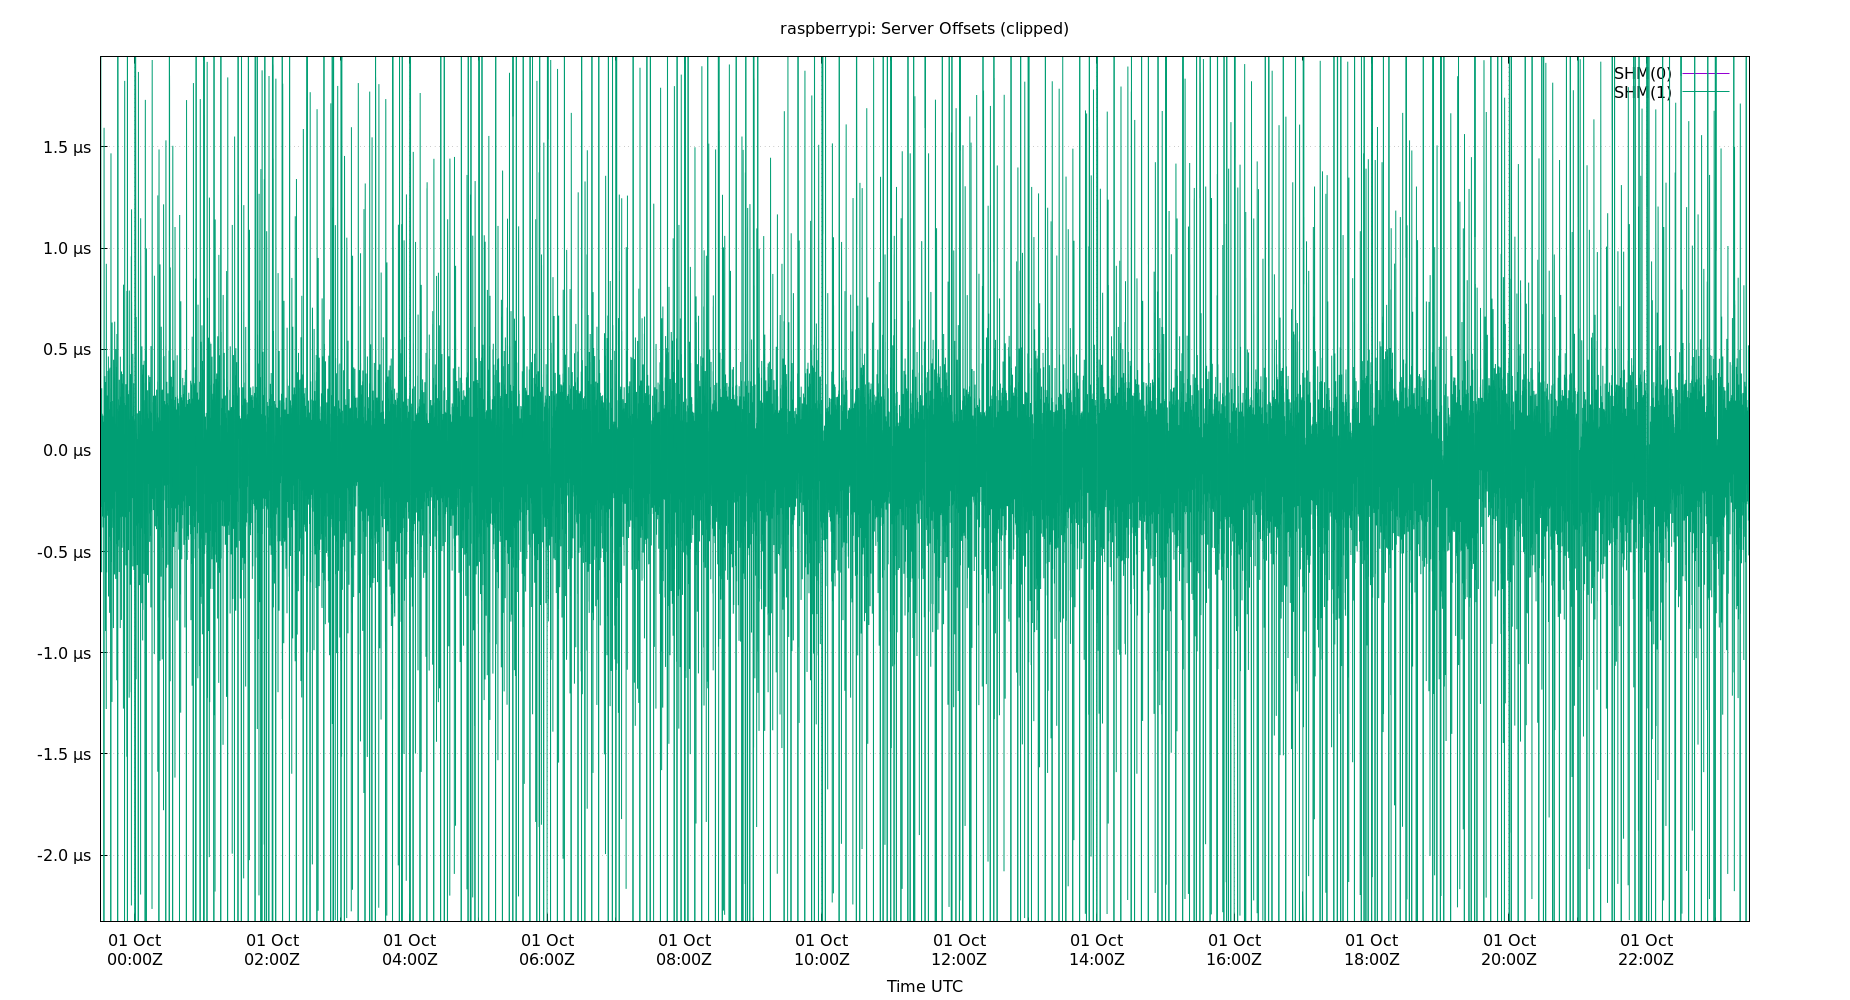 raspberrypi: Server Offsets (clipped)
SHM(0)
SHM(1)
1.5 µs
1.0 µs
0.5 µs
0.0 µs
-0.5 µs
-1.0 µs
-1.5 µs
-2.0 µs
01 Oct 01 Oct 01 Oct 01 Oct 01 Oct 01 Oct 01 Oct 01 Oct 01 Oct 01 Oct 01 Oct 01 Oct
00:00Z 02:00Z 04:00Z 06:00Z 08:00Z 10:00Z 12:00Z 14:00Z 16:00Z 18:00Z 20:00Z 22:00Z
Time UTC